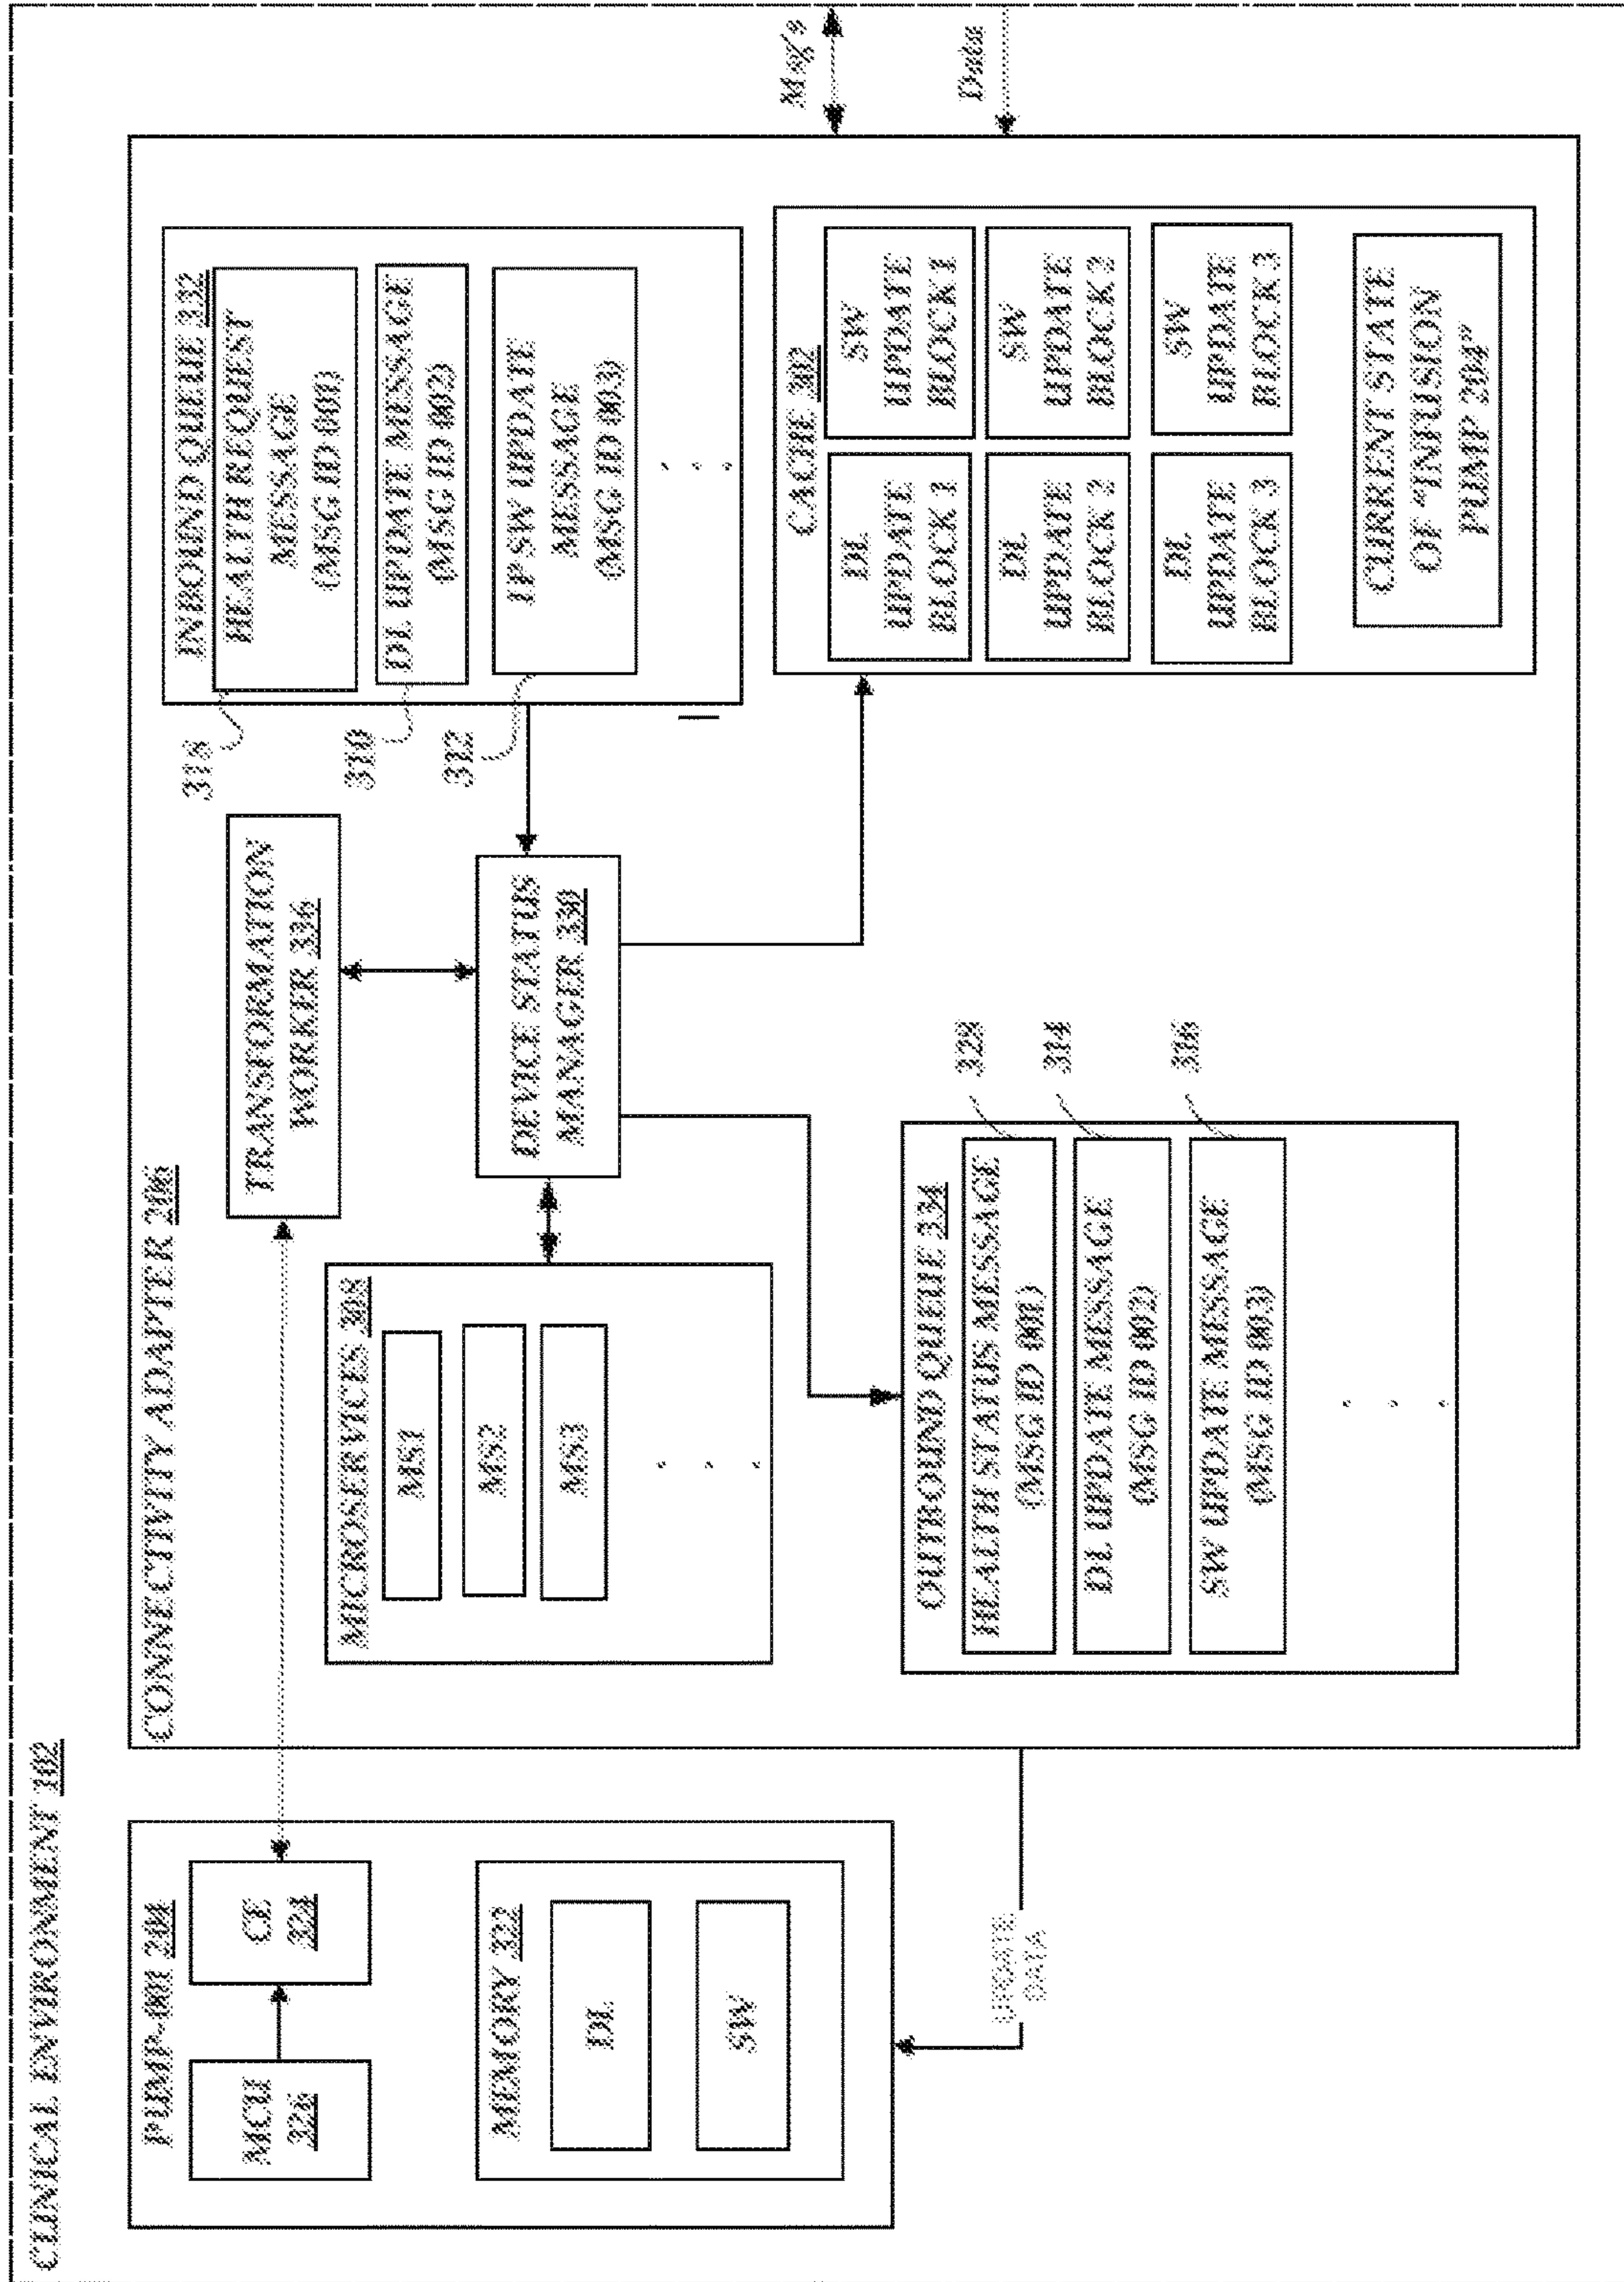 CLINICAL ENVIRONMENT 102
PUMP-001 204
MCU
326
CE
324
MEMORY 322
DL
SW
UPDATE
DATA
CONNECTIVITY ADAPTER 206
TRANSFORMATION
WORKER 336
MICROSERVICES 308
MS1
MS2
MS3
DEVICE STATUS
MANAGER 330
INBOUND QUEUE 332
HEALTH REQUEST
MESSAGE
(MSG ID 001)
318
DL UPDATE MESSAGE
(MSG ID 002)
310
IP SW UPDATE
MESSAGE
(MSG ID 003)
312
OUTBOUND QUEUE 334
HEALTH STATUS MESSAGE
(MSG ID 001)
328
DL UPDATE MESSAGE
(MSG ID 002)
314
SW UPDATE MESSAGE
(MSG ID 003)
316
CACHE 302
DL
UPDATE
BLOCK 1
SW
UPDATE
BLOCK 1
DL
UPDATE
BLOCK 2
SW
UPDATE
BLOCK 2
DL
UPDATE
BLOCK 3
SW
UPDATE
BLOCK 3
CURRENT STATE
OF "INFUSION
PUMP 204"
Msg's
Data